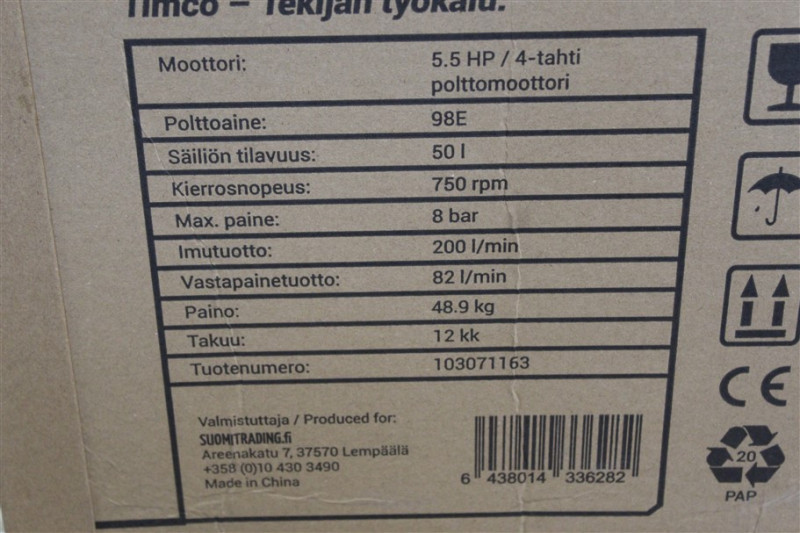 Timco – Tekijän työkalu.
Moottori: 5.5 HP / 4-tahti
polttomoottori
Polttoaine: 98E
Säiliön tilavuus: 50 l
Kierrosnopeus: 750 rpm
Max. paine: 8 bar
Imutuotto: 200 l/min
Vastapainetuotto: 82 l/min
Paino: 48.9 kg
Takuu: 12 kk
Tuotenumero: 103071163
Valmistuttaja / Produced for:
SUOMITRADING.fi
Areenakatu 7, 37570 Lempäälä
+358 (0)10 430 3490
Made in China
6 438014 336282
CE
20
PAP